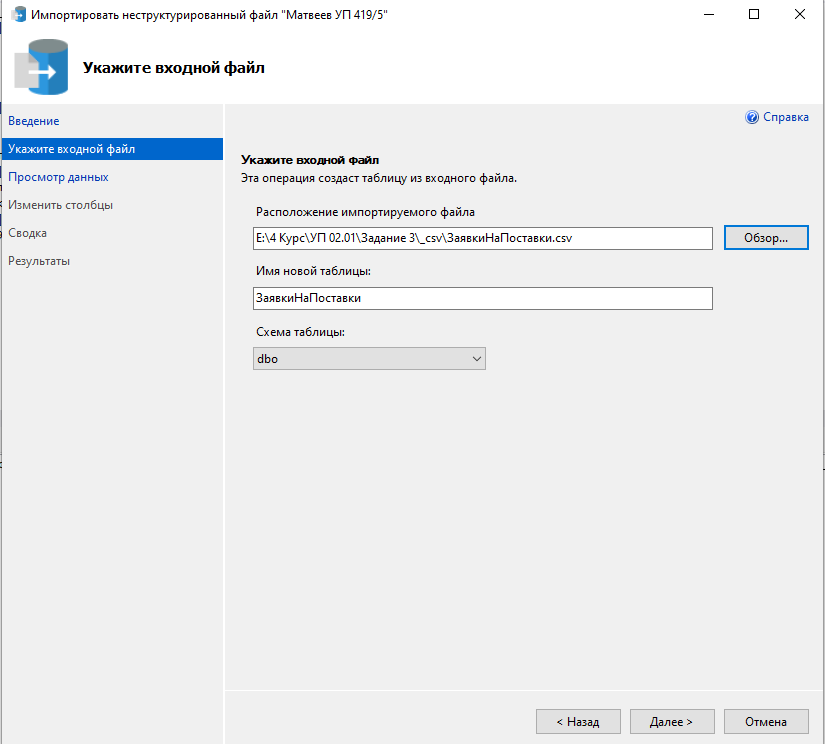 Импортировать неструктурированный файл "Матвеев УП 419/5"
Укажите входной файл
Введение
Укажите входной файл
Просмотр данных
Изменить столбцы
Сводка
Результаты
Справка
Укажите входной файл
Эта операция создаст таблицу из входного файла.
Расположение импортируемого файла
E:\4 Курс\УП 02.01\Задание 3\_csv\ЗаявкиНаПоставки.csv
Обзор...
Имя новой таблицы:
ЗаявкиНаПоставки
Схема таблицы:
dbo
< Назад
Далее >
Отмена